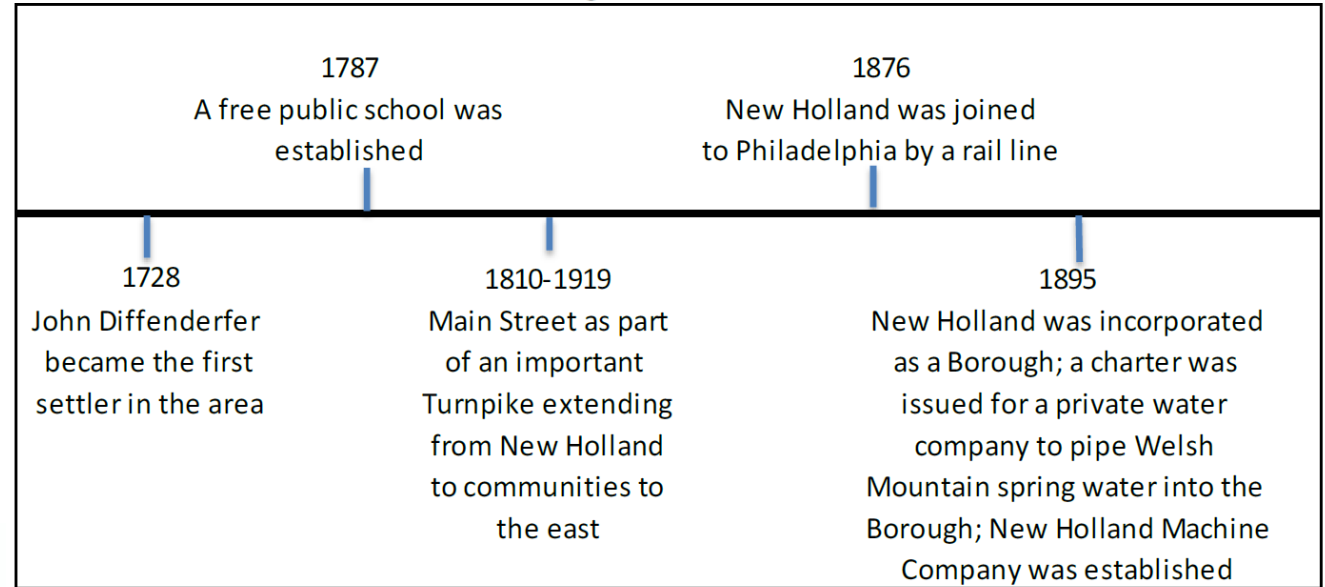 1787
A free public school was
established
1876
New Holland was joined
to Philadelphia by a rail line
1728
John Diffenderfer
became the first
settler in the area
1810-1919
Main Street as part
of an important
Turnpike extending
from New Holland
to communities to
the east
1895
New Holland was incorporated
as a Borough; a charter was
issued for a private water
company to pipe Welsh
Mountain spring water into the
Borough; New Holland Machine
Company was established